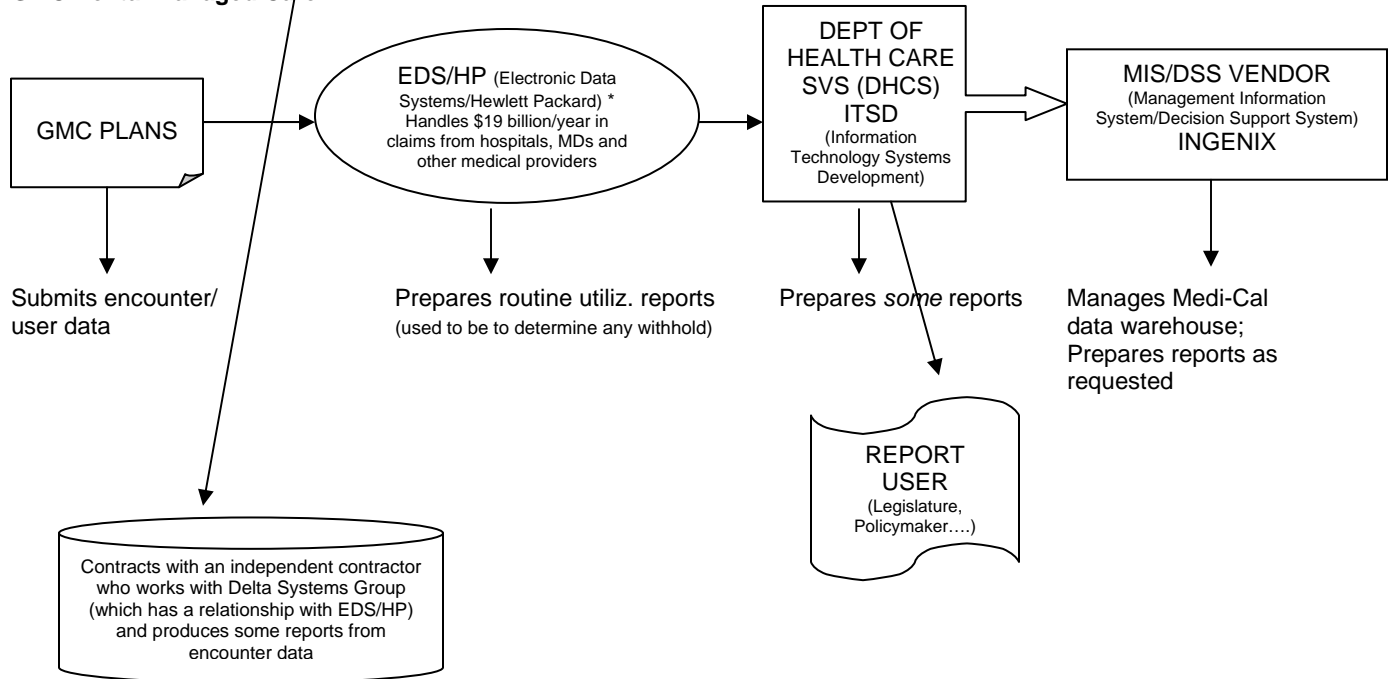 GMC PLANS
EDS/HP (Electronic Data
Systems/Hewlett Packard) *
Handles $19 billion/year in
claims from hospitals, MDs and
other medical providers
DEPT OF
HEALTH CARE
SVS (DHCS)
ITSD
(Information
Technology Systems
Development)
MIS/DSS VENDOR
(Management Information
System/Decision Support System)
INGENIX
Submits encounter/
user data
Prepares routine utiliz. reports
(used to be to determine any withhold)
Prepares some reports
Manages Medi-Cal
data warehouse;
Prepares reports as
requested
REPORT
USER
(Legislature,
Policymaker….)
Contracts with an independent contractor
who works with Delta Systems Group
(which has a relationship with EDS/HP)
and produces some reports from
encounter data